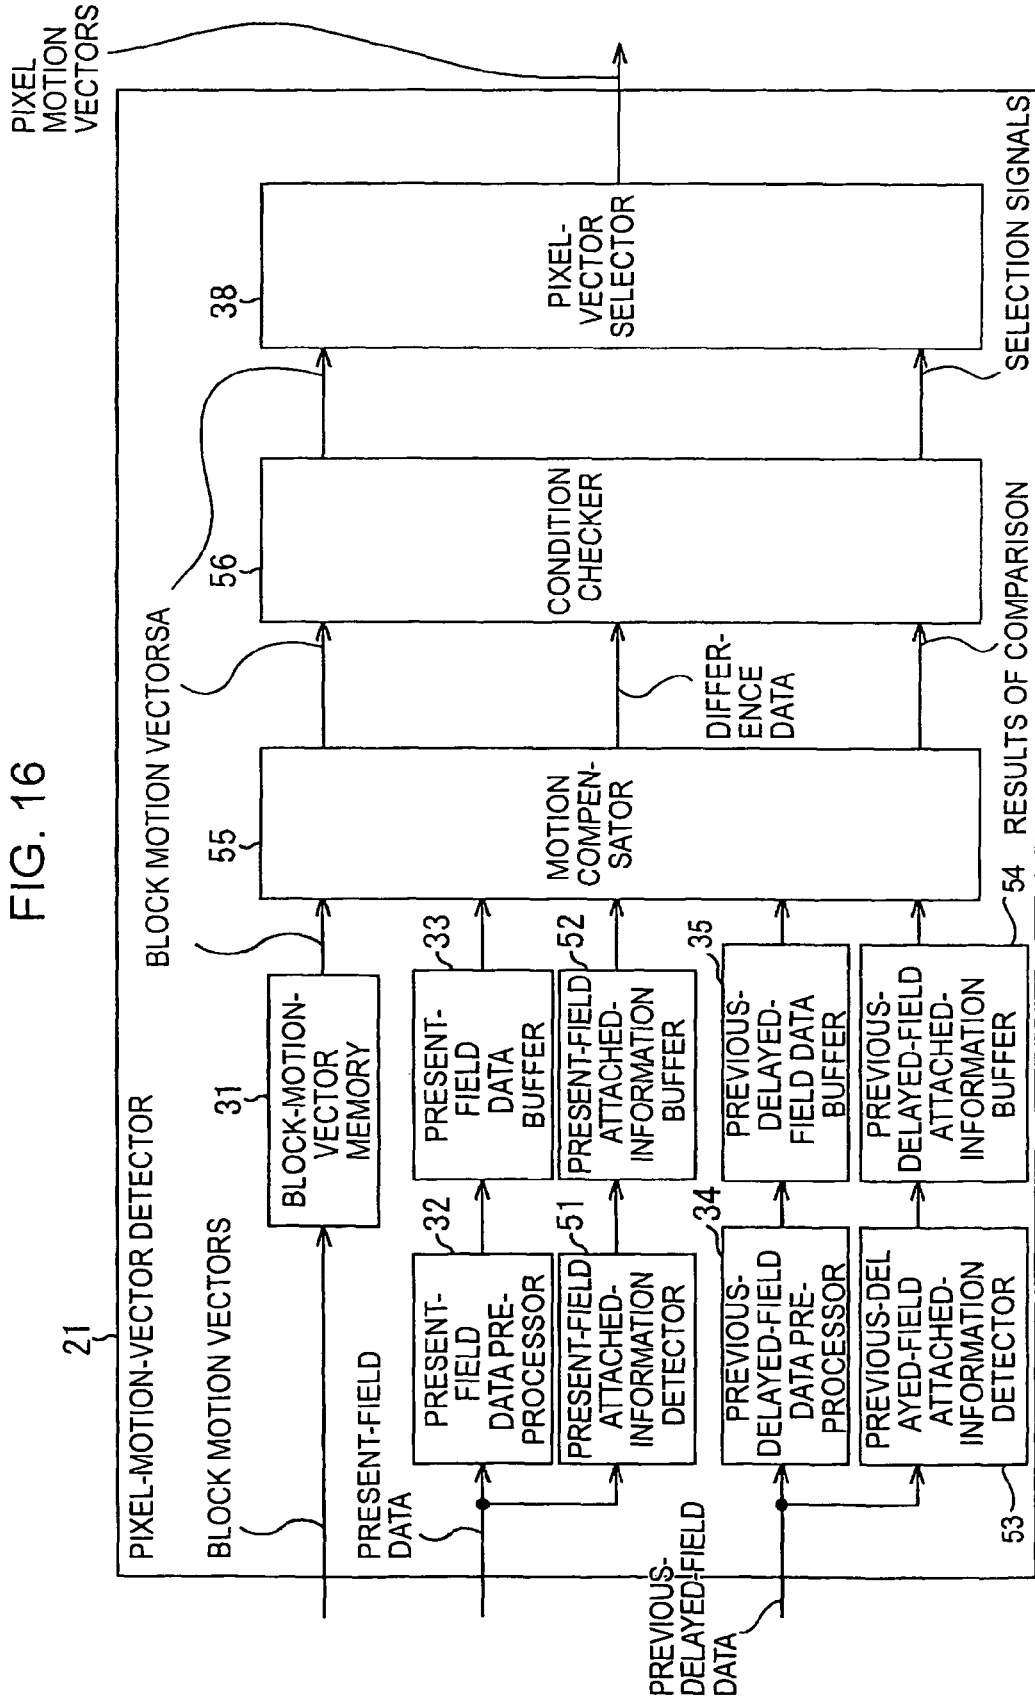 FIG. 16
21
PIXEL-MOTION-VECTOR DETECTOR
BLOCK MOTION VECTORS
31
BLOCK-MOTION-
VECTOR
MEMORY
BLOCK MOTION VECTORSA
PIXEL
MOTION
VECTORS
PRESENT-FIELD
DATA
32
PRESENT-
FIELD
DATA PRE-
PROCESSOR
33
PRESENT-
FIELD
DATA
BUFFER
51
PRESENT-FIELD
ATTACHED-
INFORMATION
DETECTOR
52
PRESENT-FIELD
ATTACHED-
INFORMATION
BUFFER
PREVIOUS-
DELAYED-FIELD
DATA
34
PREVIOUS-
DELAYED-FIELD
DATA PRE-
PROCESSOR
35
PREVIOUS-
DELAYED-
FIELD DATA
BUFFER
53
PREVIOUS-DEL
AYED-FIELD
ATTACHED-
INFORMATION
DETECTOR
54
PREVIOUS-
DELAYED-FIELD
ATTACHED-
INFORMATION
BUFFER
55
MOTION
COMPEN-
SATOR
DIFFER-
ENCE
DATA
RESULTS OF COMPARISON
56
CONDITION
CHECKER
SELECTION SIGNALS
38
PIXEL-
VECTOR
SELECTOR